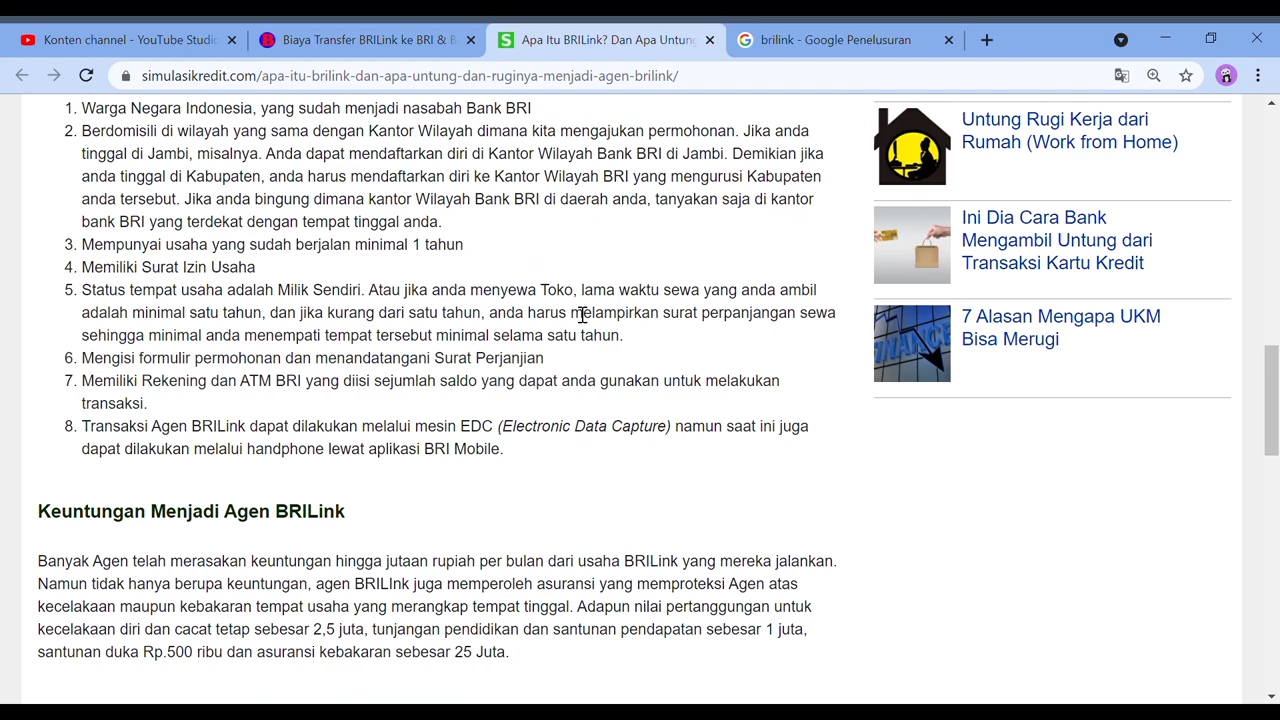 Konten channel - YouTube Studio
Biaya Transfer BRILink ke BRI & B
Apa Itu BRILink? Dan Apa Untung
brilink - Google Penelusuran
simulasikredit.com/apa-itu-brilink-dan-apa-untung-dan-ruginya-menjadi-agen-brilink/
1. Warga Negara Indonesia, yang sudah menjadi nasabah Bank BRI
2. Berdomisili di wilayah yang sama dengan Kantor Wilayah dimana kita mengajukan permohonan. Jika anda
tinggal di Jambi, misalnya. Anda dapat mendaftarkan diri di Kantor Wilayah Bank BRI di Jambi. Demikian jika
anda tinggal di Kabupaten, anda harus mendaftarkan diri ke Kantor Wilayah BRI yang mengurusi Kabupaten
anda tersebut. Jika anda bingung dimana kantor Wilayah Bank BRI di daerah anda, tanyakan saja di kantor
bank BRI yang terdekat dengan tempat tinggal anda.
3. Mempunyai usaha yang sudah berjalan minimal 1 tahun
4. Memiliki Surat Izin Usaha
5. Status tempat usaha adalah Milik Sendiri. Atau jika anda menyewa Toko, lama waktu sewa yang anda ambil
adalah minimal satu tahun, dan jika kurang dari satu tahun, anda harus melampirkan surat perpanjangan sewa
sehingga minimal anda menempati tempat tersebut minimal selama satu tahun.
6. Mengisi formulir permohonan dan menandatangani Surat Perjanjian
7. Memiliki Rekening dan ATM BRI yang diisi sejumlah saldo yang dapat anda gunakan untuk melakukan
transaksi.
8. Transaksi Agen BRILink dapat dilakukan melalui mesin EDC (Electronic Data Capture) namun saat ini juga
dapat dilakukan melalui handphone lewat aplikasi BRI Mobile.
Keuntungan Menjadi Agen BRILink
Banyak Agen telah merasakan keuntungan hingga jutaan rupiah per bulan dari usaha BRILink yang mereka jalankan.
Namun tidak hanya berupa keuntungan, agen BRILInk juga memperoleh asuransi yang memproteksi Agen atas
kecelakaan maupun kebakaran tempat usaha yang merangkap tempat tinggal. Adapun nilai pertanggungan untuk
kecelakaan diri dan cacat tetap sebesar 2,5 juta, tunjangan pendidikan dan santunan pendapatan sebesar 1 juta,
santunan duka Rp.500 ribu dan asuransi kebakaran sebesar 25 Juta.
Untung Rugi Kerja dari
Rumah (Work from Home)
Ini Dia Cara Bank
Mengambil Untung dari
Transaksi Kartu Kredit
7 Alasan Mengapa UKM
Bisa Merugi